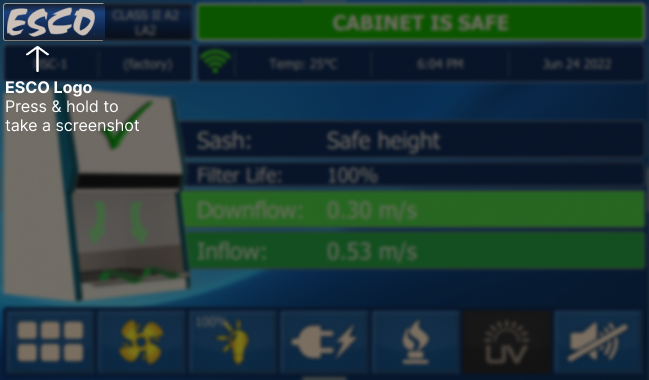 ESCO
CLASS II A2
LA2
CABINET IS SAFE
(factory)
Temp: 25°C
6:04 PM
Jun 24 2022
ESCO Logo
Press & hold to
take a screenshot
Sash: Safe height
Filter Life: 100%
Downflow: 0.30 m/s
Inflow: 0.53 m/s
100%
UV